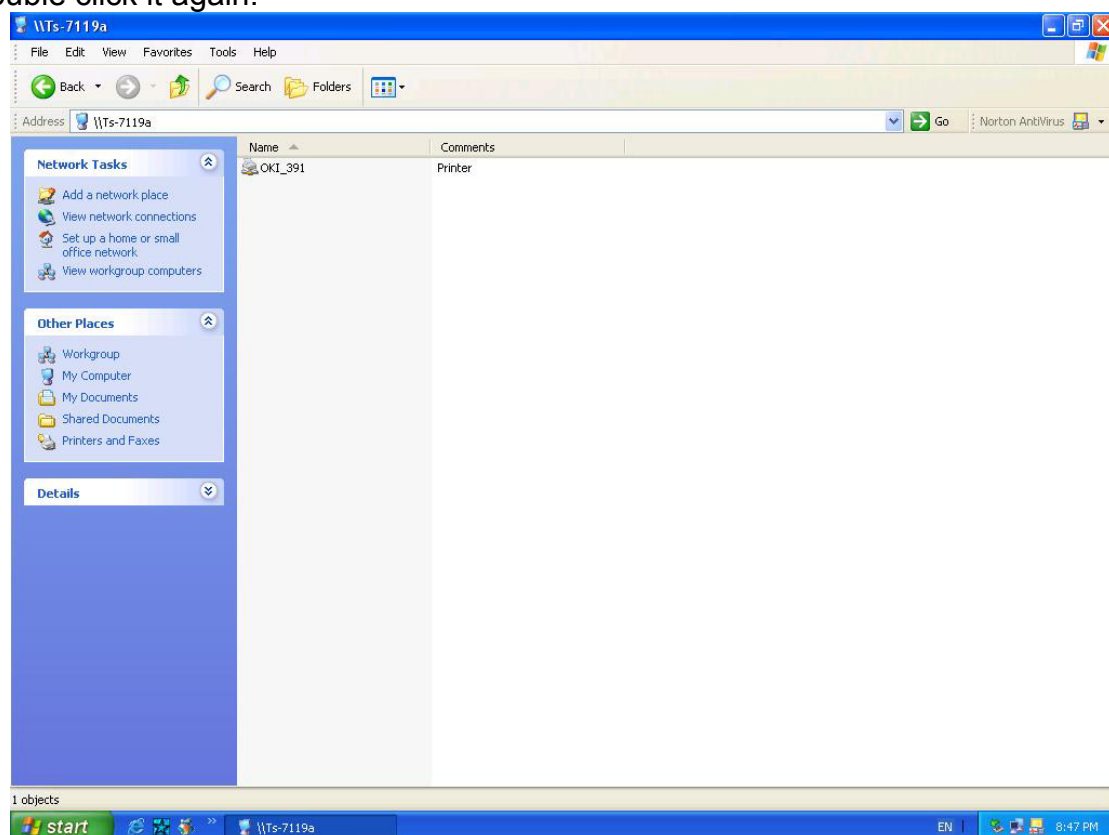 ouble click it again.
\\Ts-7119a
File Edit View Favorites Tools Help
Back Search Folders
Address \\Ts-7119a Go Norton AntiVirus
Name Comments
Network Tasks
OKI_391 Printer
Add a network place
View network connections
Set up a home or small
office network
View workgroup computers
Other Places
Workgroup
My Computer
My Documents
Shared Documents
Printers and Faxes
Details
1 objects
start \\Ts-7119a EN 8:47 PM